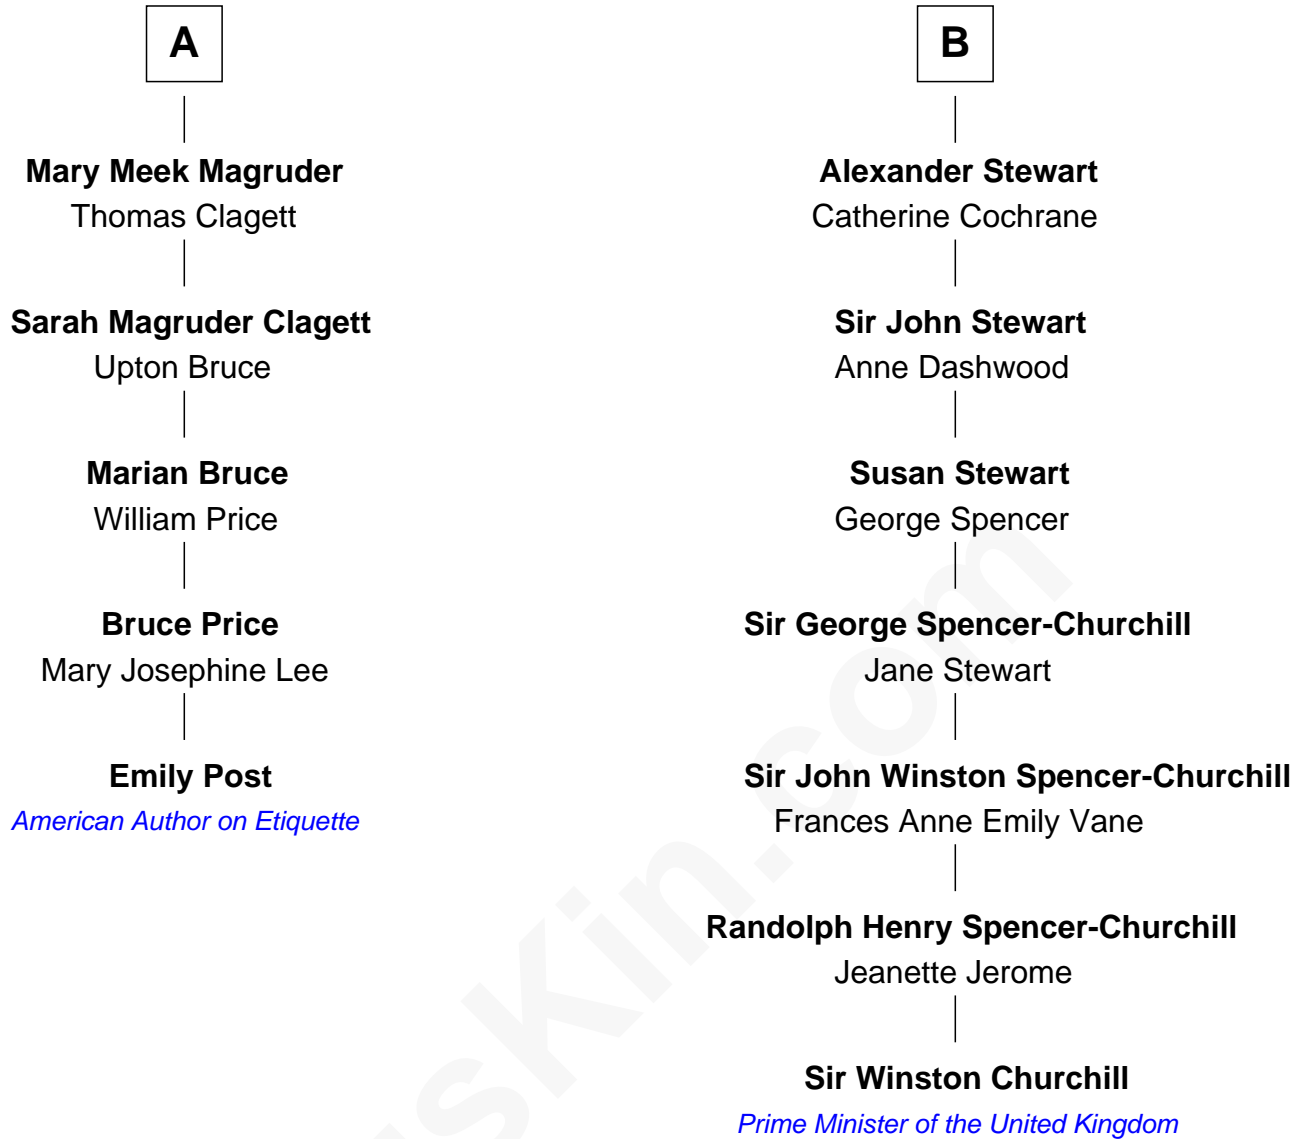 A
Mary Meek Magruder
Thomas Clagett
Sarah Magruder Clagett
Upton Bruce
Marian Bruce
William Price
Bruce Price
Mary Josephine Lee
Emily Post
American Author on Etiquette
B
Alexander Stewart
Catherine Cochrane
Sir John Stewart
Anne Dashwood
Susan Stewart
George Spencer
Sir George Spencer-Churchill
Jane Stewart
Sir John Winston Spencer-Churchill
Frances Anne Emily Vane
Randolph Henry Spencer-Churchill
Jeanette Jerome
Sir Winston Churchill
Prime Minister of the United Kingdom
sKin.com